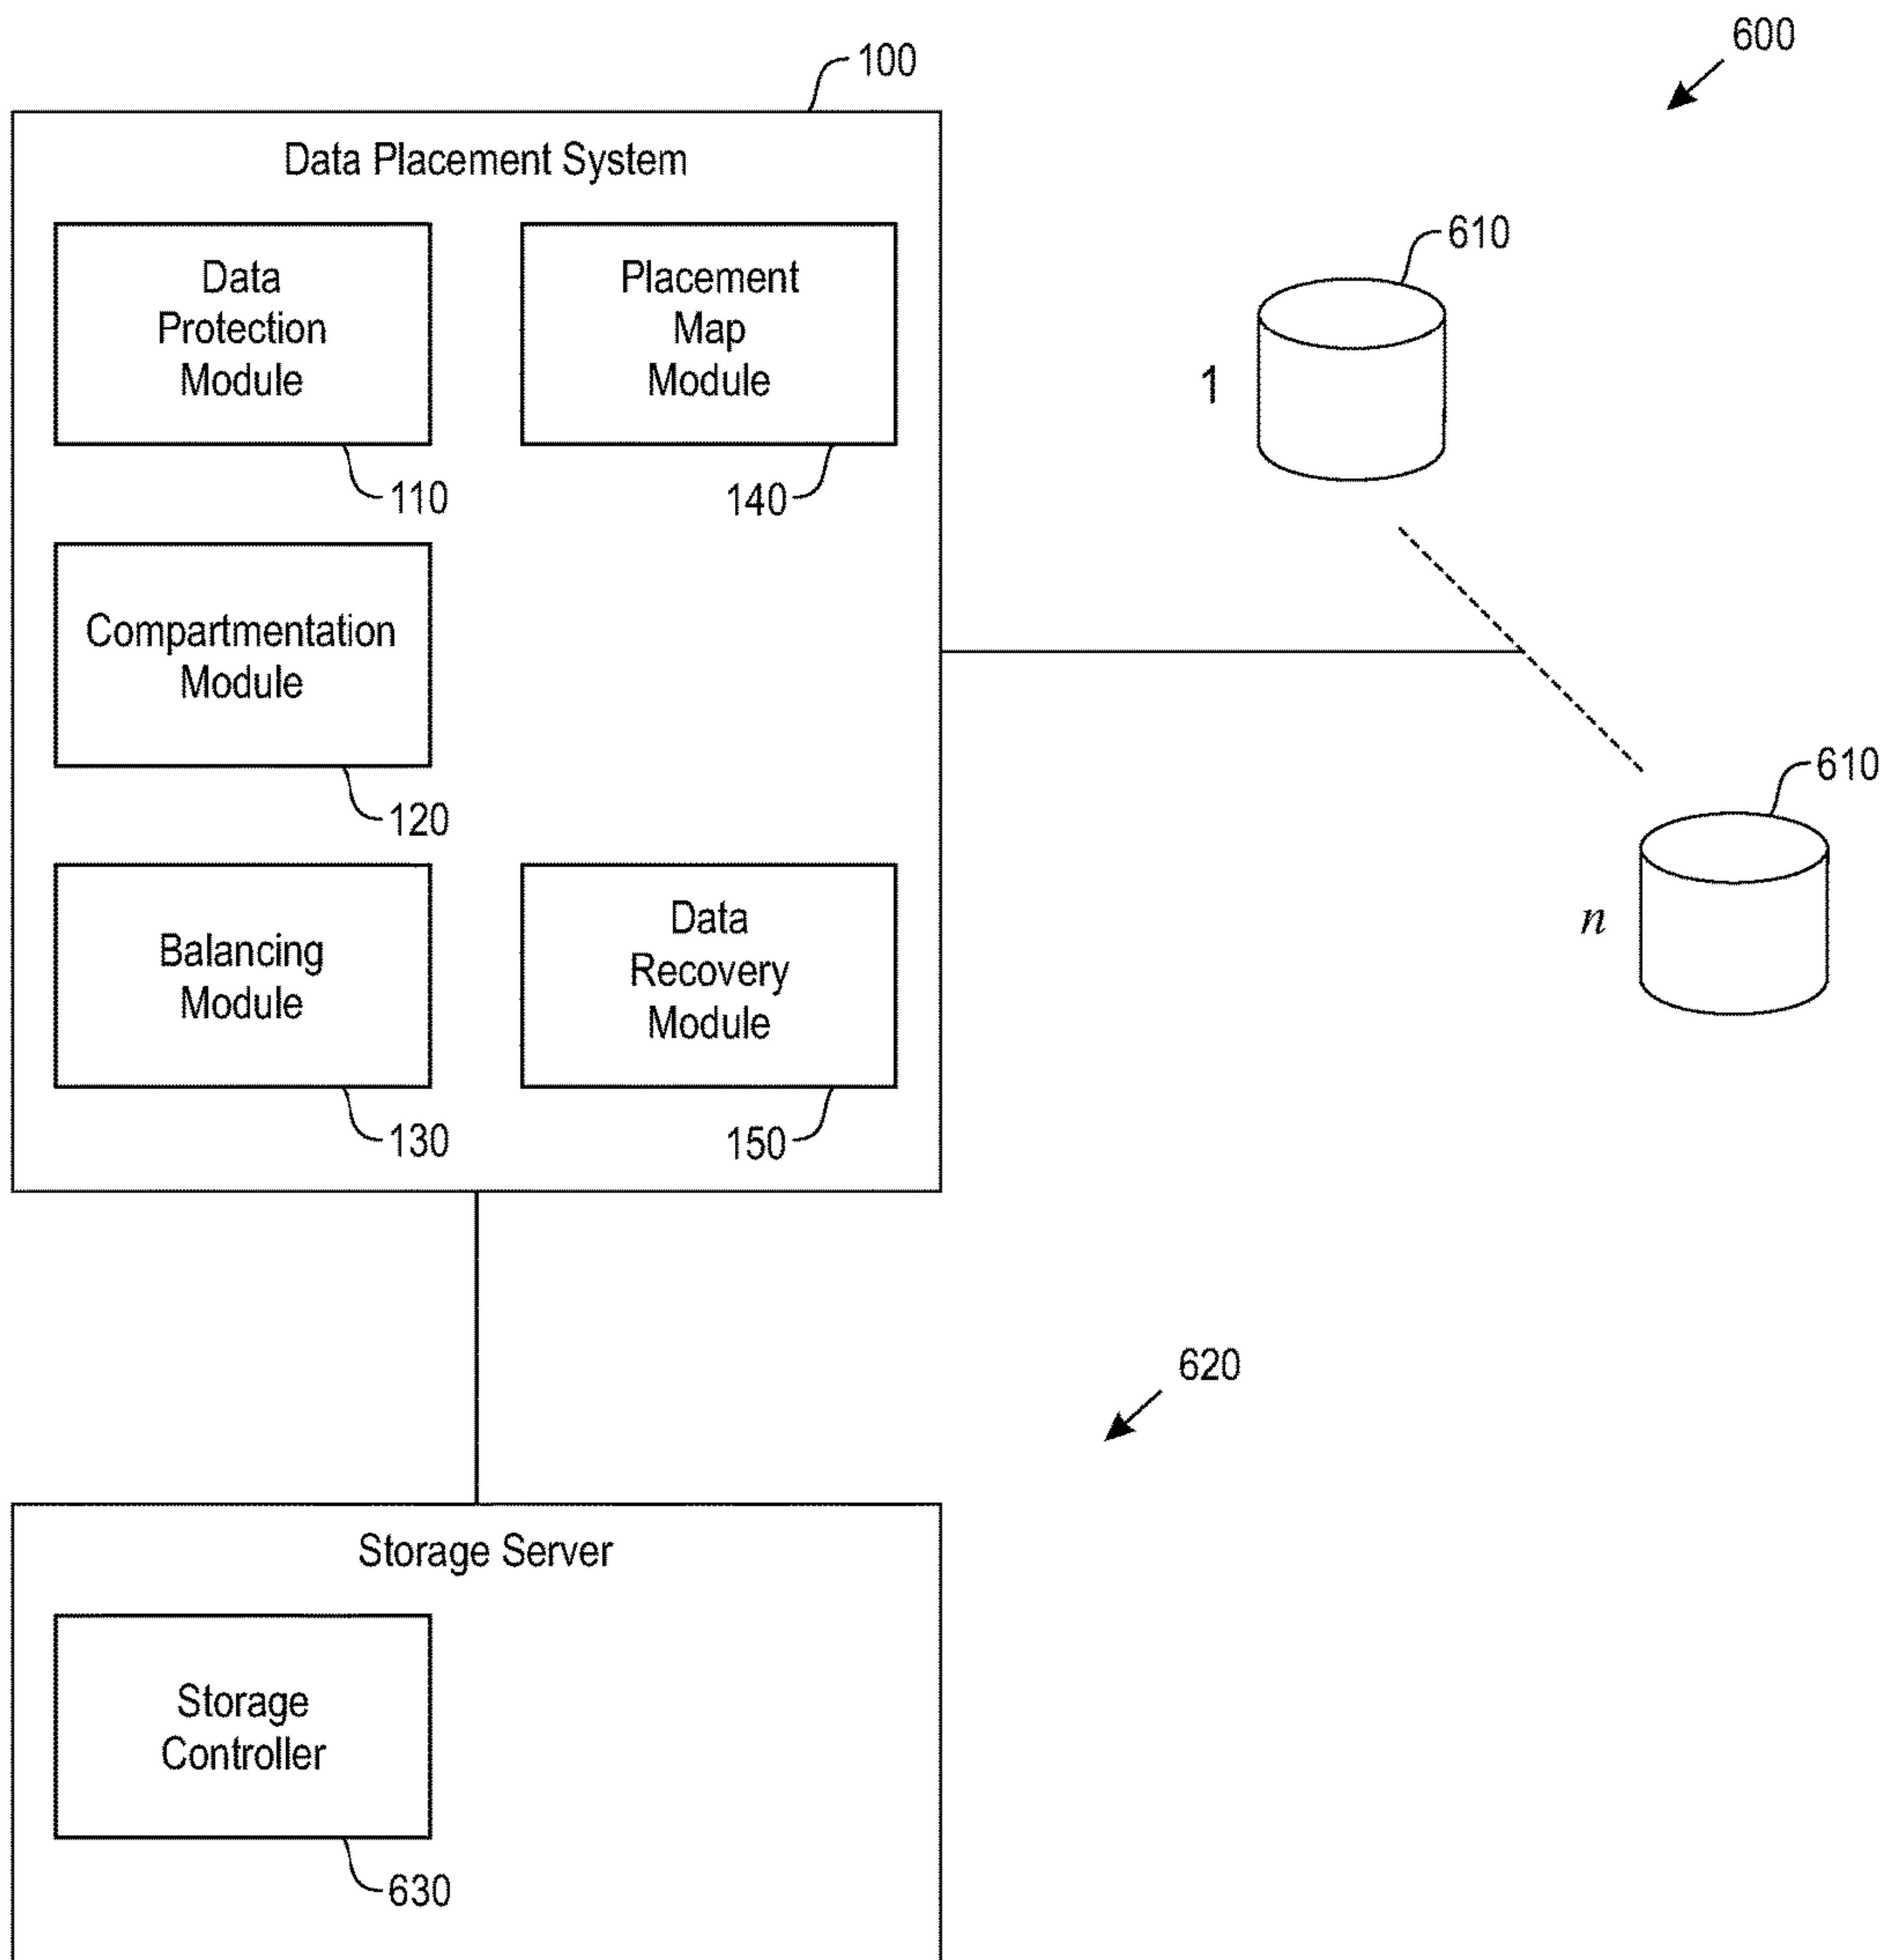 600
100
Data Placement System
Data
Protection
Module
110
Placement
Map
Module
140
610
1
Compartmentation
Module
120
610
n
Balancing
Module
130
Data
Recovery
Module
150
620
Storage Server
Storage
Controller
630